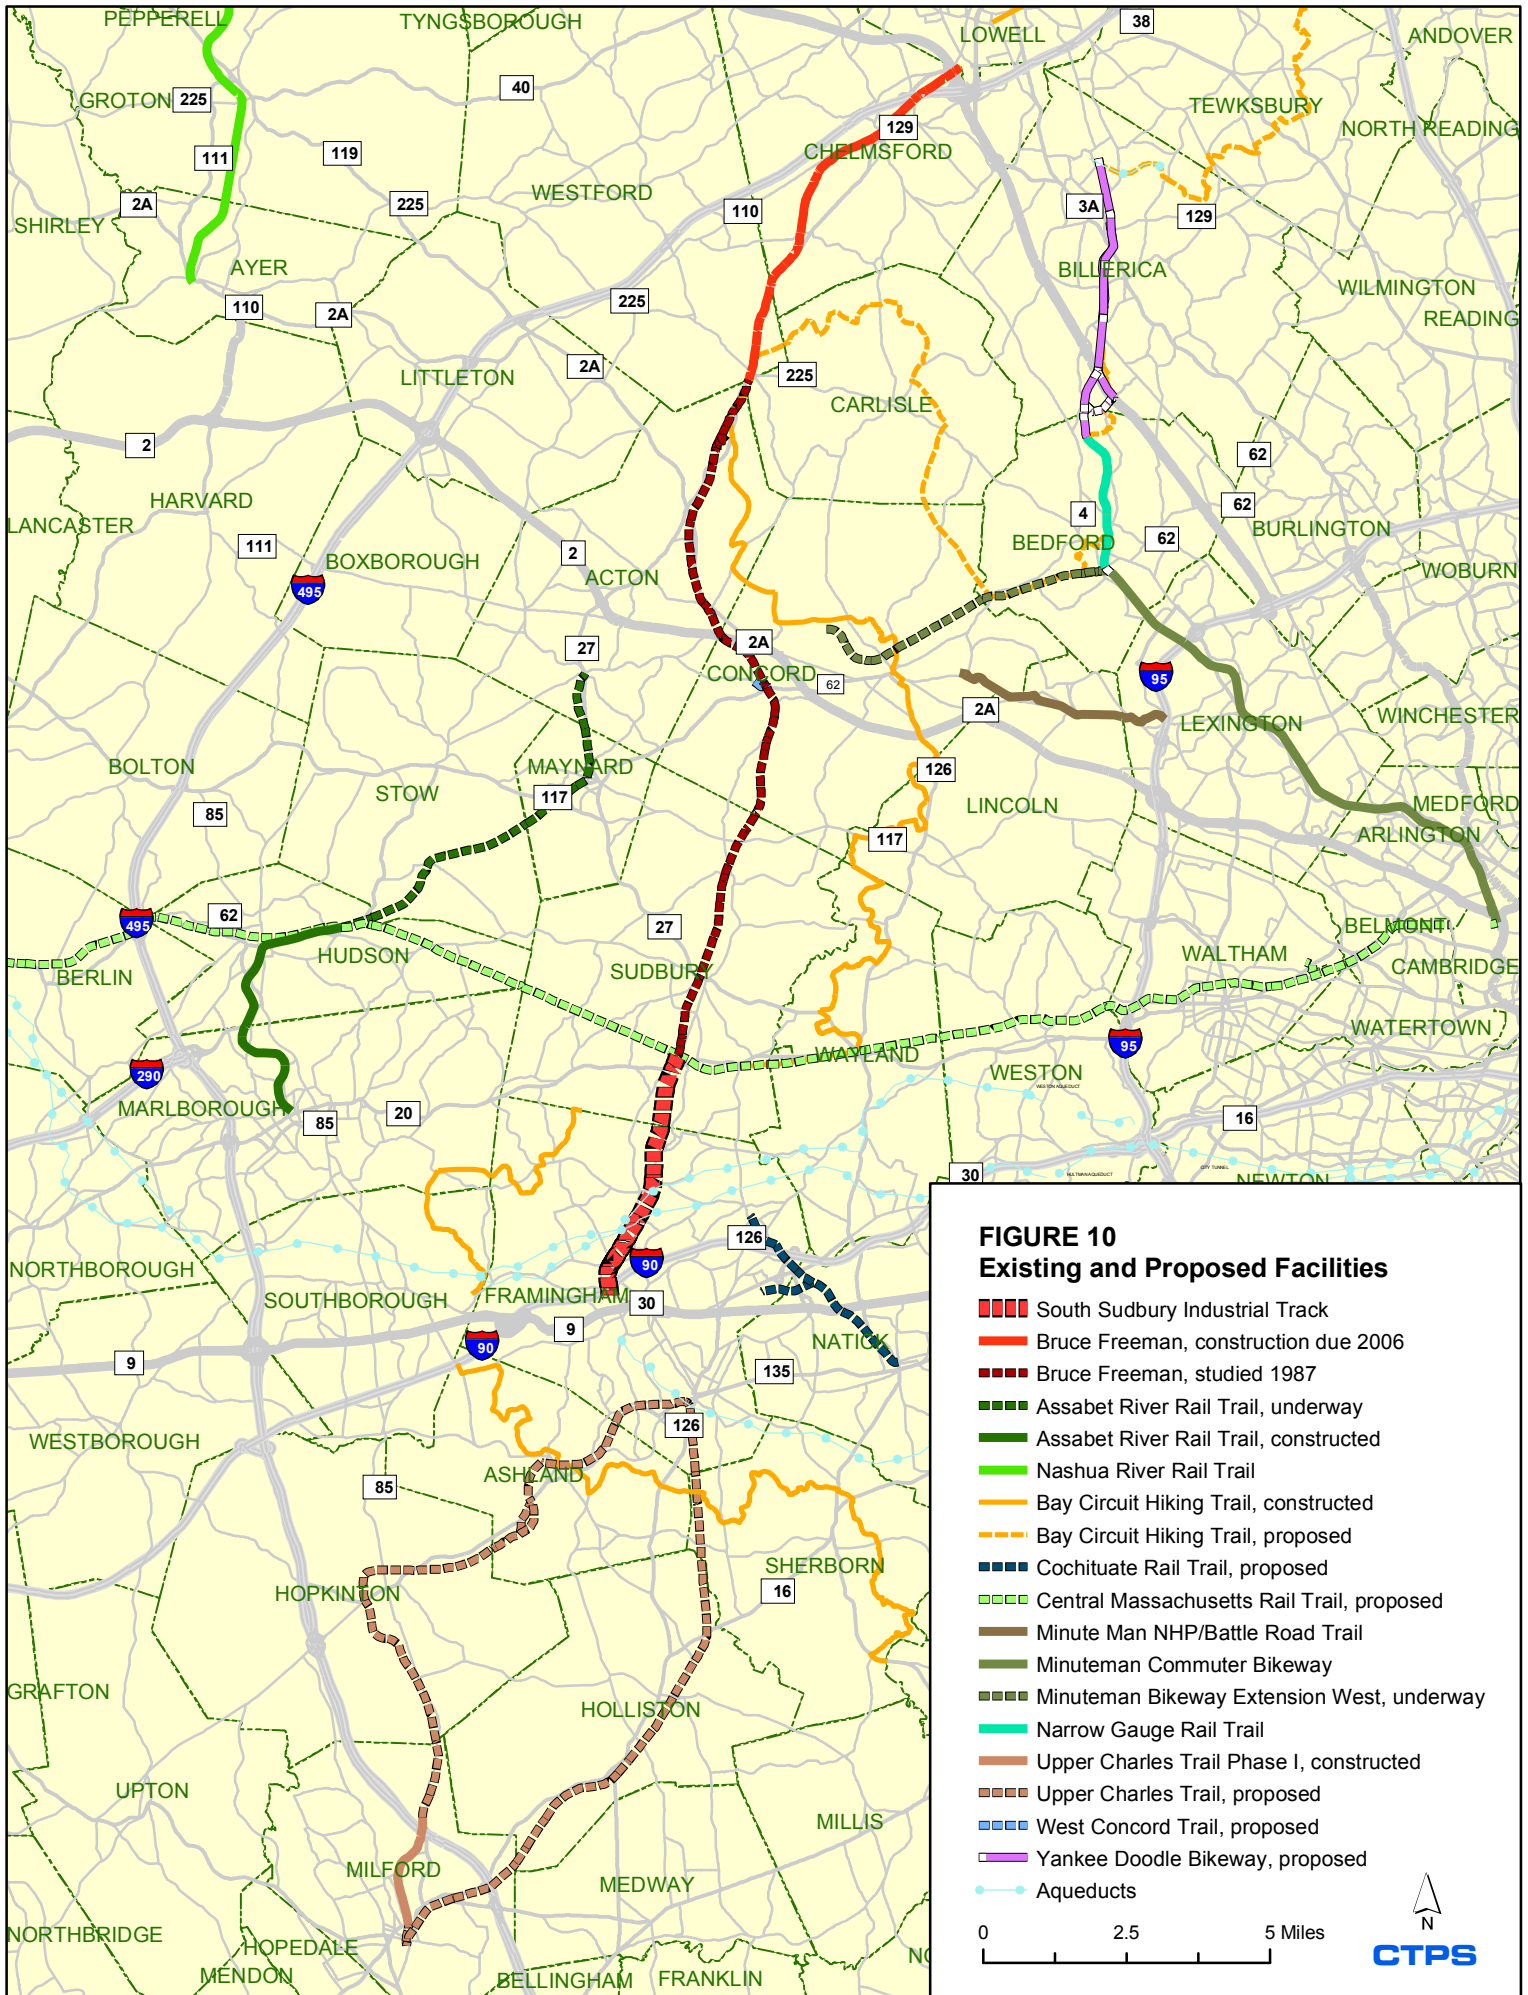 PEPPERELL
TYNGSBOROUGH
LOWELL
38
ANDOVER
GROTON
225
40
TEWKSBURY
NORTH READING
129
CHELMSFORD
111
119
WESTFORD
2A
225
110
3A
129
SHIRLEY
AYER
BILLERICA
WILMINGTON
110
2A
225
READING
LITTLETON
2A
225
CARLISLE
2
62
HARVARD
62
LANCASTER
4
BURLINGTON
111
BOXBOROUGH
2
BEDFORD
62
ACTON
WOBURN
495
27
2A
CONCORD
62
95
2A
LEXINGTON
WINCHESTER
BOLTON
MAYNARD
126
STOW
117
LINCOLN
MEDFORD
85
117
ARLINGTON
495
62
27
BELMONT
HUDSON
WALTHAM
BERLIN
SUDBURY
CAMBRIDGE
WATERTOWN
95
WAYLAND
290
WESTON
WESTON AQUEDUCT
MARLBOROUGH
85
20
16
HULTMAN AQUEDUCT
CITY TUNNEL
30
NEWTON
126
NORTHBOROUGH
90
SOUTHBOROUGH
FRAMINGHAM
30
9
90
NATICK
9
135
126
WESTBOROUGH
ASHLAND
85
SHERBORN
HOPKINTON
16
GRAFTON
HOLLISTON
UPTON
MILLIS
MILFORD
MEDWAY
NORTHBRIDGE
HOPEDALE
MENDON
BELLINGHAM
FRANKLIN
NO
FIGURE 10
Existing and Proposed Facilities
South Sudbury Industrial Track
Bruce Freeman, construction due 2006
Bruce Freeman, studied 1987
Assabet River Rail Trail, underway
Assabet River Rail Trail, constructed
Nashua River Rail Trail
Bay Circuit Hiking Trail, constructed
Bay Circuit Hiking Trail, proposed
Cochituate Rail Trail, proposed
Central Massachusetts Rail Trail, proposed
Minute Man NHP/Battle Road Trail
Minuteman Commuter Bikeway
Minuteman Bikeway Extension West, underway
Narrow Gauge Rail Trail
Upper Charles Trail Phase I, constructed
Upper Charles Trail, proposed
West Concord Trail, proposed
Yankee Doodle Bikeway, proposed
Aqueducts
0 2.5 5 Miles
N
CTPS